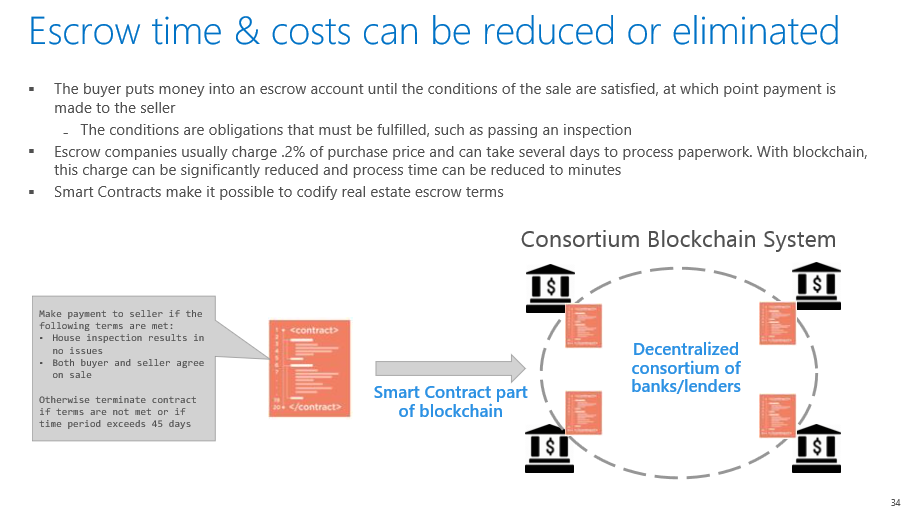 Escrow time & costs can be reduced or eliminated
▪ The buyer puts money into an escrow account until the conditions of the sale are satisfied, at which point payment is
made to the seller
– The conditions are obligations that must be fulfilled, such as passing an inspection
▪ Escrow companies usually charge .2% of purchase price and can take several days to process paperwork. With blockchain,
this charge can be significantly reduced and process time can be reduced to minutes
▪ Smart Contracts make it possible to codify real estate escrow terms
Consortium Blockchain System
Make payment to seller if the
following terms are met:
• House inspection results in
no issues
• Both buyer and seller agree
on sale
Otherwise terminate contract
if terms are not met or if
time period exceeds 45 days
<contract>
</contract>
Smart Contract part
of blockchain
$
$
Decentralized
consortium of
banks/lenders
$
$
34